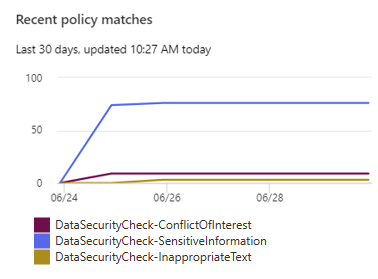 Recent policy matches
Last 30 days, updated 10:27 AM today
100
50
0
06/24 06/26 06/28
DataSecurityCheck-ConflictOfInterest
DataSecurityCheck-SensitiveInformation
DataSecurityCheck-InappropriateText